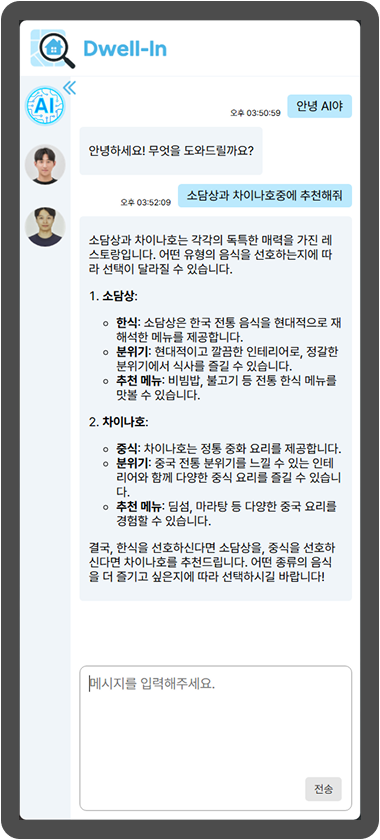 Dwell-In
AI
오후 03:50:59 안녕 AI야
안녕하세요! 무엇을 도와드릴까요?
오후 03:52:09 소담상과 차이나호중에 추천해줘
소담상과 차이나호는 각각의 독특한 매력을 가진 레
스토랑입니다. 어떤 유형의 음식을 선호하는지에 따
라 선택이 달라질 수 있습니다.
1. 소담상:
한식: 소담상은 한국 전통 음식을 현대적으로 재
해석한 메뉴를 제공합니다.
분위기: 현대적이고 깔끔한 인테리어로, 정갈한
분위기에서 식사를 즐길 수 있습니다.
추천 메뉴: 비빔밥, 불고기 등 전통 한식 메뉴를
맛볼 수 있습니다.
2. 차이나호:
중식: 차이나호는 정통 중화 요리를 제공합니다.
분위기: 중국 전통 분위기를 느낄 수 있는 인테
리어와 함께 다양한 중식 요리를 즐길 수 있습니
다.
추천 메뉴: 딤섬, 마라탕 등 다양한 중국 요리를
경험할 수 있습니다.
결국, 한식을 선호하신다면 소담상을, 중식을 선호하
신다면 차이나호를 추천드립니다. 어떤 종류의 음식
을 더 즐기고 싶은지에 따라 선택하시길 바랍니다!
메시지를 입력해주세요.
전송